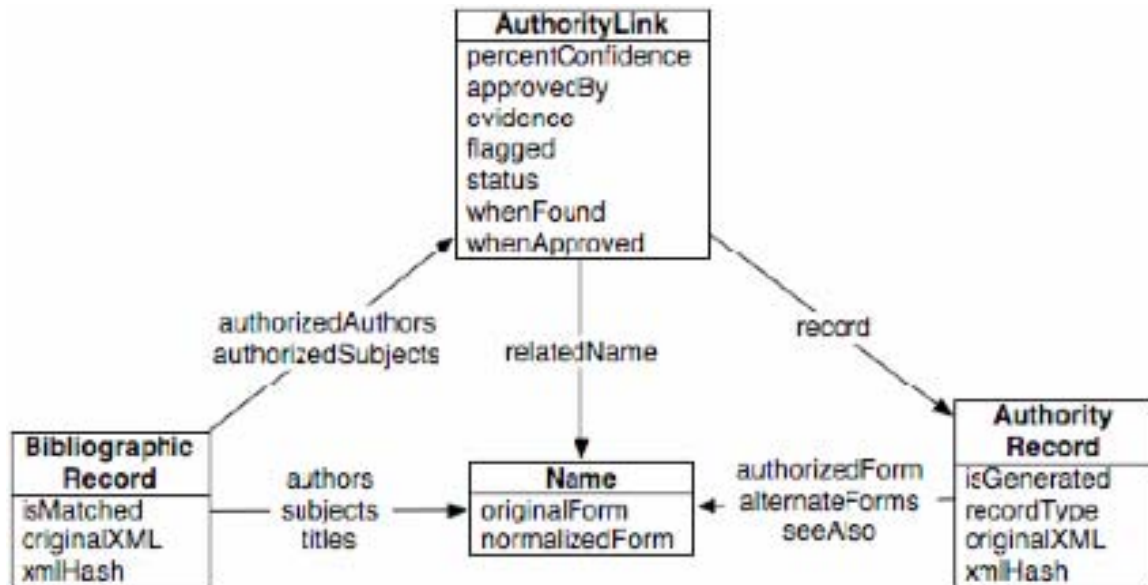 AuthorityLink
percentConfidence
approvedBy
evidence
flagged
status
whenFound
whenApproved
authorizedAuthors
authorizedSubjects
relatedName
record
Bibliographic
Record
isMatched
originalXML
xmlHash
authors
subjects
titles
Name
originalForm
normalizedForm
authorizedForm
alternateForms
seeAlso
Authority
Record
isGenerated
recordType
originalXML
xmlHash